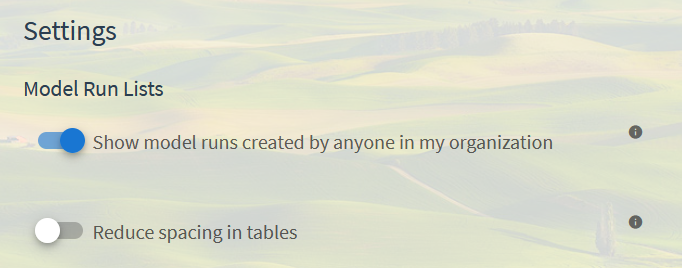 Settings
Model Run Lists
Show model runs created by anyone in my organization
Reduce spacing in tables